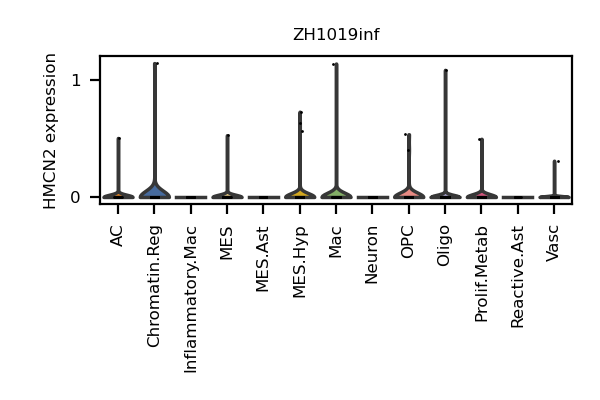 ZH1019inf
HMCN2 expression
1
0
AC
Chromatin.Reg
Inflammatory.Mac
MES
MES.Ast
MES.Hyp
Mac
Neuron
OPC
Oligo
Prolif.Metab
Reactive.Ast
Vasc